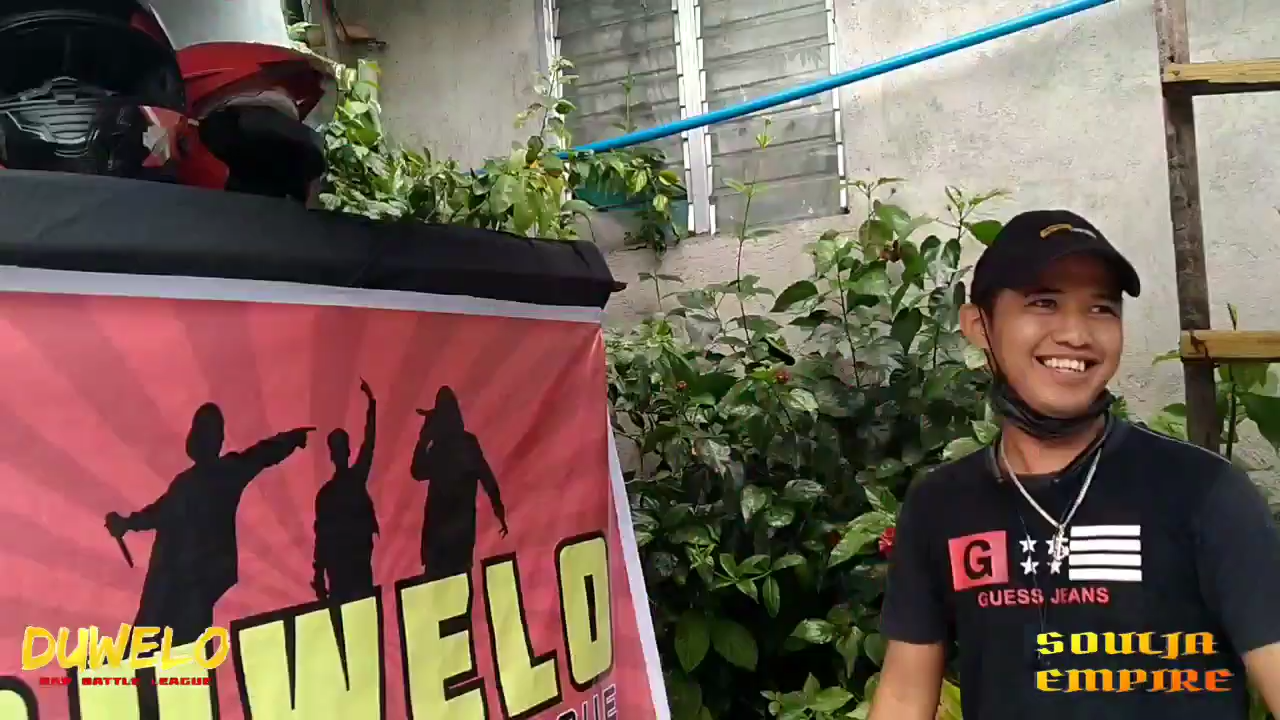 DUWELO
RAP BATTLE LEAGUE
WELO
G
GUESS JEANS
SOULJA
EMPIRE